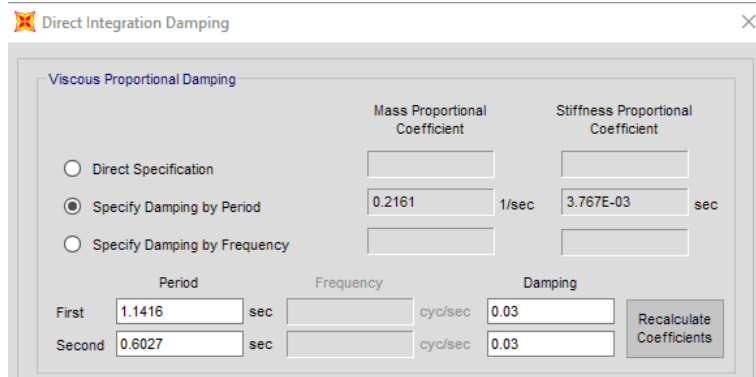 Direct Integration Damping
Viscous Proportional Damping
Mass Proportional Coefficient
Stiffness Proportional Coefficient
Direct Specification
Specify Damping by Period 0.2161 1/sec 3.767E-03 sec
Specify Damping by Frequency
Period Frequency Damping
First 1.1416 sec cyc/sec 0.03
Second 0.6027 sec cyc/sec 0.03
Recalculate Coefficients